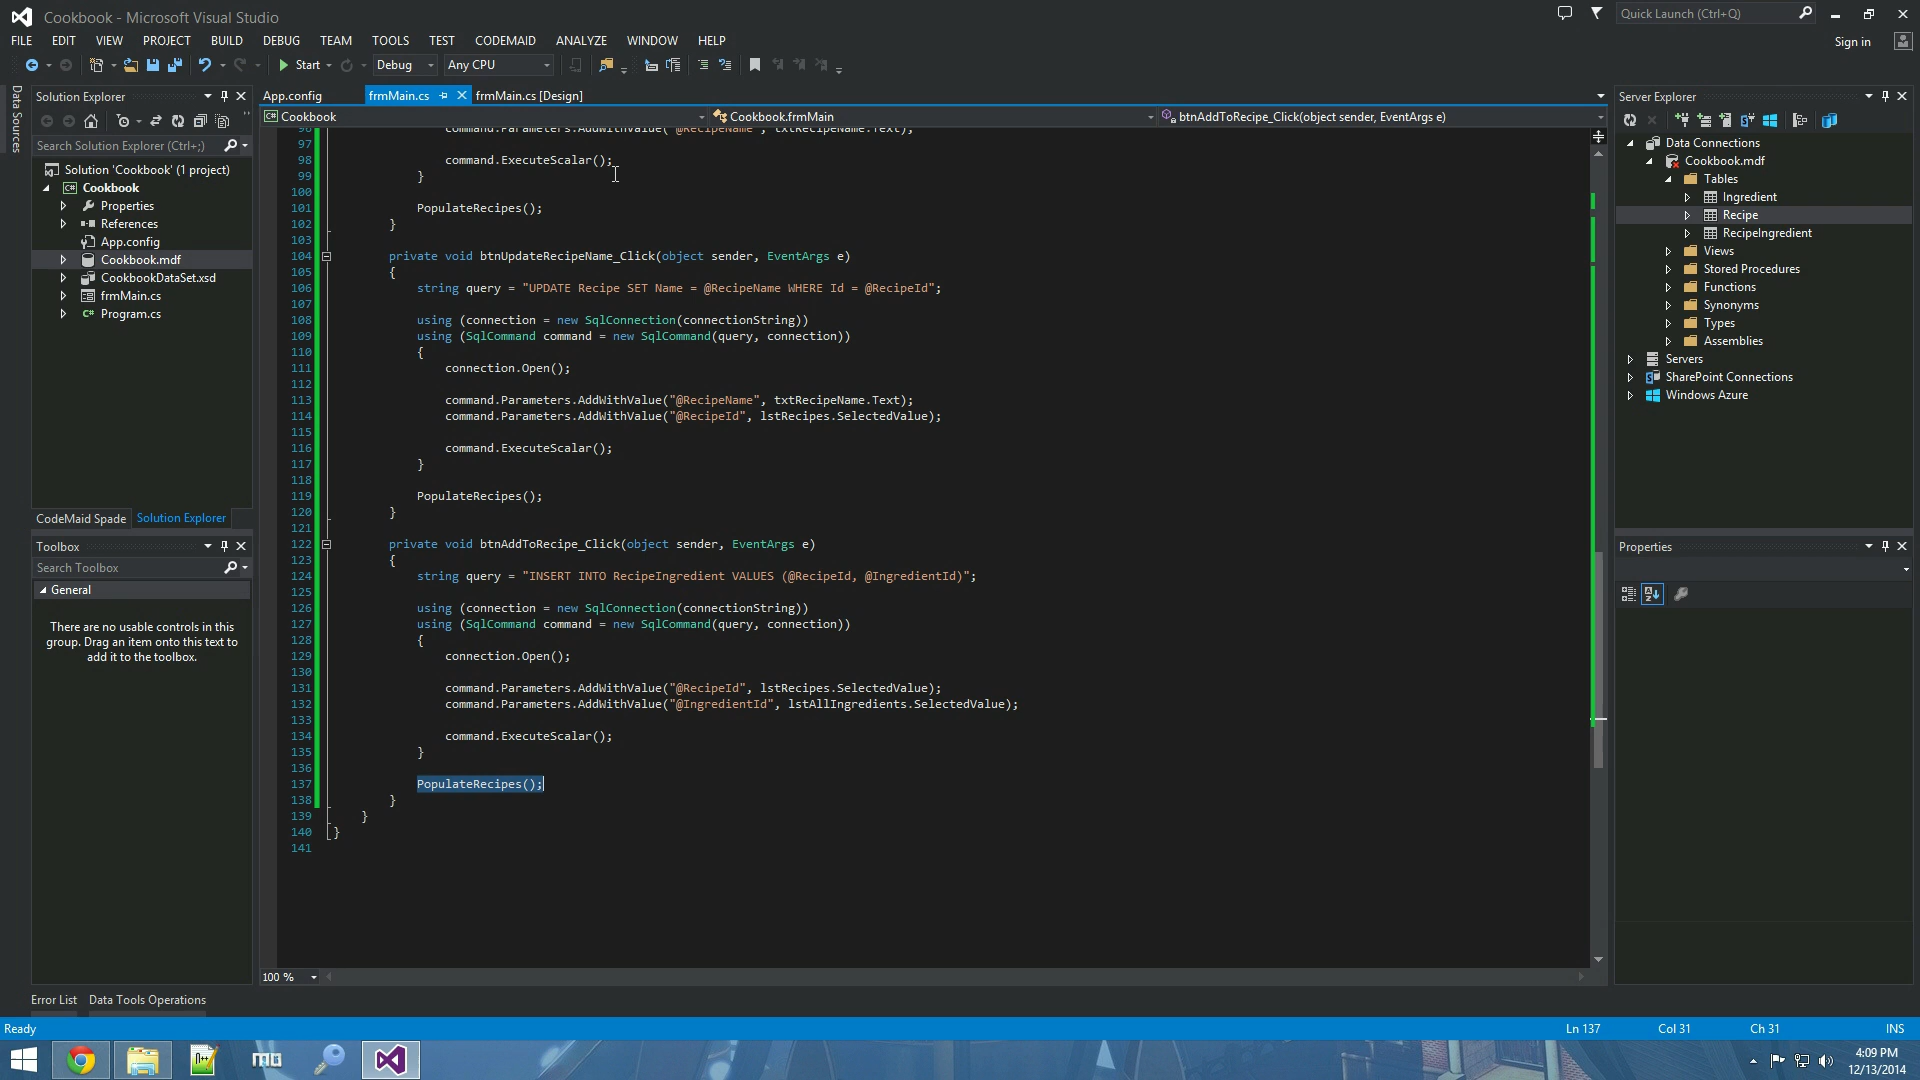 Cookbook - Microsoft Visual Studio
Quick Launch (Ctrl+Q)
FILE EDIT VIEW PROJECT BUILD DEBUG TEAM TOOLS TEST CODEMAID ANALYZE WINDOW HELP
Sign in
Start Debug Any CPU
Data Sources
Solution Explorer
Search Solution Explorer (Ctrl+;)
Solution 'Cookbook' (1 project)
Cookbook
Properties
References
App.config
Cookbook.mdf
CookbookDataSet.xsd
frmMain.cs
Program.cs
CodeMaid Spade Solution Explorer
Toolbox
Search Toolbox
General
There are no usable controls in this
group. Drag an item onto this text to
add it to the toolbox.
App.config frmMain.cs frmMain.cs [Design]
Cookbook Cookbook.frmMain btnAddToRecipe_Click(object sender, EventArgs e)
96 command.Parameters.AddWithValue("@RecipeName", txtRecipeName.Text);
97
98 command.ExecuteScalar();
99 }
100
101 PopulateRecipes();
102 }
103
104 private void btnUpdateRecipeName_Click(object sender, EventArgs e)
105 {
106 string query = "UPDATE Recipe SET Name = @RecipeName WHERE Id = @RecipeId";
107
108 using (connection = new SqlConnection(connectionString))
109 using (SqlCommand command = new SqlCommand(query, connection))
110 {
111 connection.Open();
112
113 command.Parameters.AddWithValue("@RecipeName", txtRecipeName.Text);
114 command.Parameters.AddWithValue("@RecipeId", lstRecipes.SelectedValue);
115
116 command.ExecuteScalar();
117 }
118
119 PopulateRecipes();
120 }
121
122 private void btnAddToRecipe_Click(object sender, EventArgs e)
123 {
124 string query = "INSERT INTO RecipeIngredient VALUES (@RecipeId, @IngredientId)";
125
126 using (connection = new SqlConnection(connectionString))
127 using (SqlCommand command = new SqlCommand(query, connection))
128 {
129 connection.Open();
130
131 command.Parameters.AddWithValue("@RecipeId", lstRecipes.SelectedValue);
132 command.Parameters.AddWithValue("@IngredientId", lstAllIngredients.SelectedValue);
133
134 command.ExecuteScalar();
135 }
136
137 PopulateRecipes();
138 }
139 }
140 }
141
100 %
Server Explorer
Data Connections
Cookbook.mdf
Tables
Ingredient
Recipe
RecipeIngredient
Views
Stored Procedures
Functions
Synonyms
Types
Assemblies
Servers
SharePoint Connections
Windows Azure
Properties
Error List Data Tools Operations
Ready Ln 137 Col 31 Ch 31 INS
4:09 PM
12/13/2014